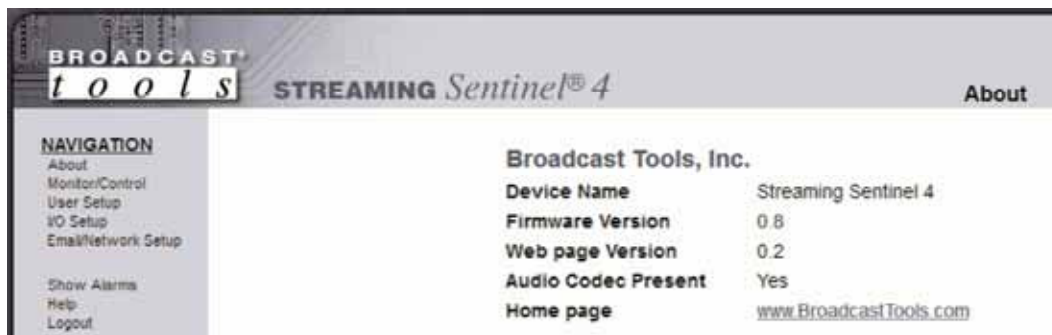 BROADCAST®
tools
STREAMING Sentinel® 4
About
NAVIGATION
About
Monitor/Control
User Setup
I/O Setup
Email/Network Setup
Show Alarms
Help
Logout
Broadcast Tools, Inc.
Device Name Streaming Sentinel 4
Firmware Version 0.8
Web page Version 0.2
Audio Codec Present Yes
Home page www.BroadcastTools.com